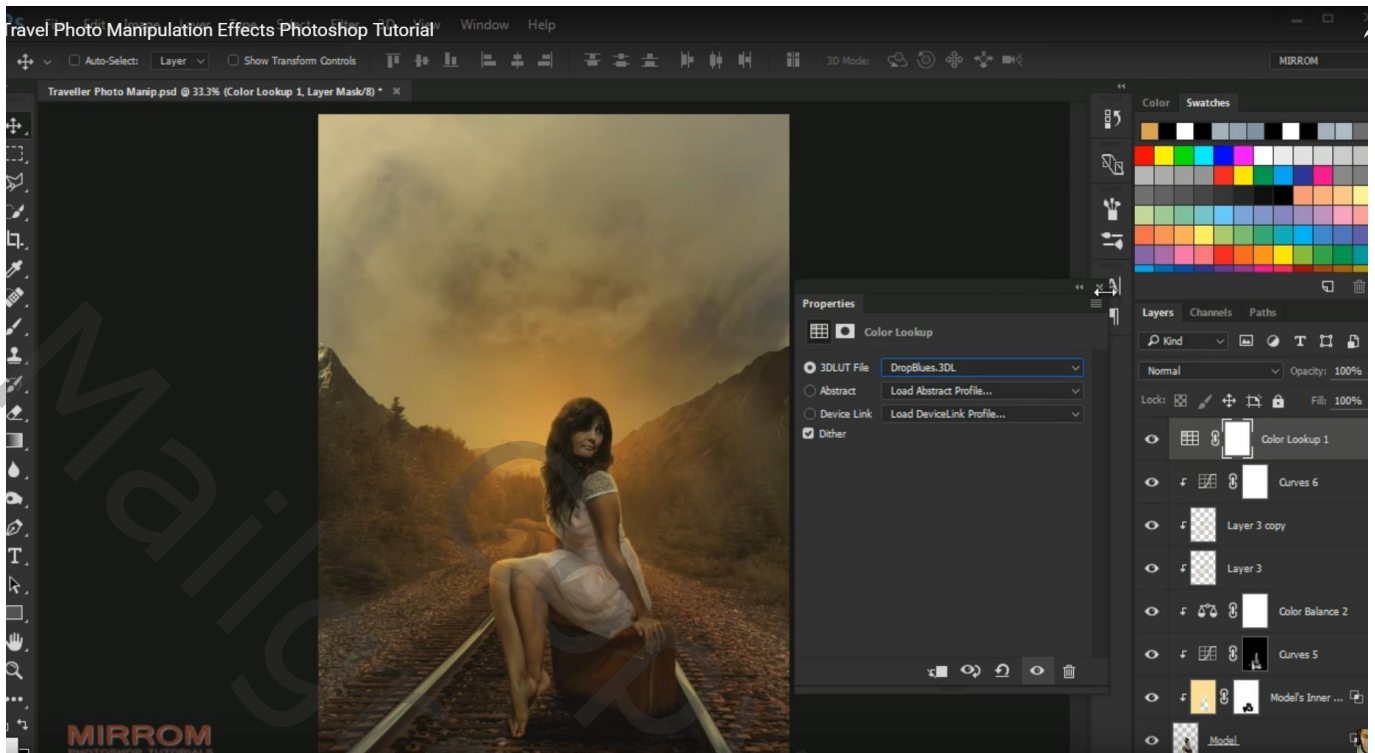 Travel Photo Manipulation Effects Photoshop Tutorial
Window Help
Auto-Select: Layer Show Transform Controls 3D Mode: MIRROM
Traveller Photo Manip.psd @ 33.3% (Color Lookup 1, Layer Mask/8) * ×
Color Swatches
Properties
Color Lookup
3DLUT File DropBlues.3DL
Abstract Load Abstract Profile...
Device Link Load DeviceLink Profile...
Dither
Layers Channels Paths
Kind
Normal Opacity: 100%
Lock: Fill: 100%
Color Lookup 1
Curves 6
Layer 3 copy
Layer 3
Color Balance 2
Curves 5
Model's Inner ...
Model
MIRROM
PHOTOSHOP TUTORIALS